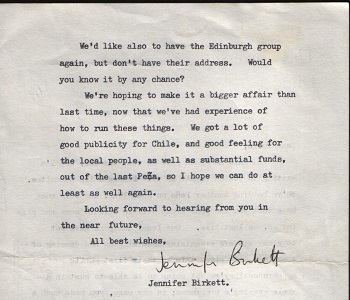 We'd like also to have the Edinburgh group
again, but don't have their address. Would
you know it by any chance?
We're hoping to make it a bigger affair than
last time, now that we've had experience of
how to run these things. We got a lot of
good publicity for Chile, and good feeling for
the local people, as well as substantial funds,
out of the last Peña, so I hope we can do at
least as well again.
Looking forward to hearing from you in
the near future,
All best wishes,
Jennifer Birkett
Jennifer Birkett.